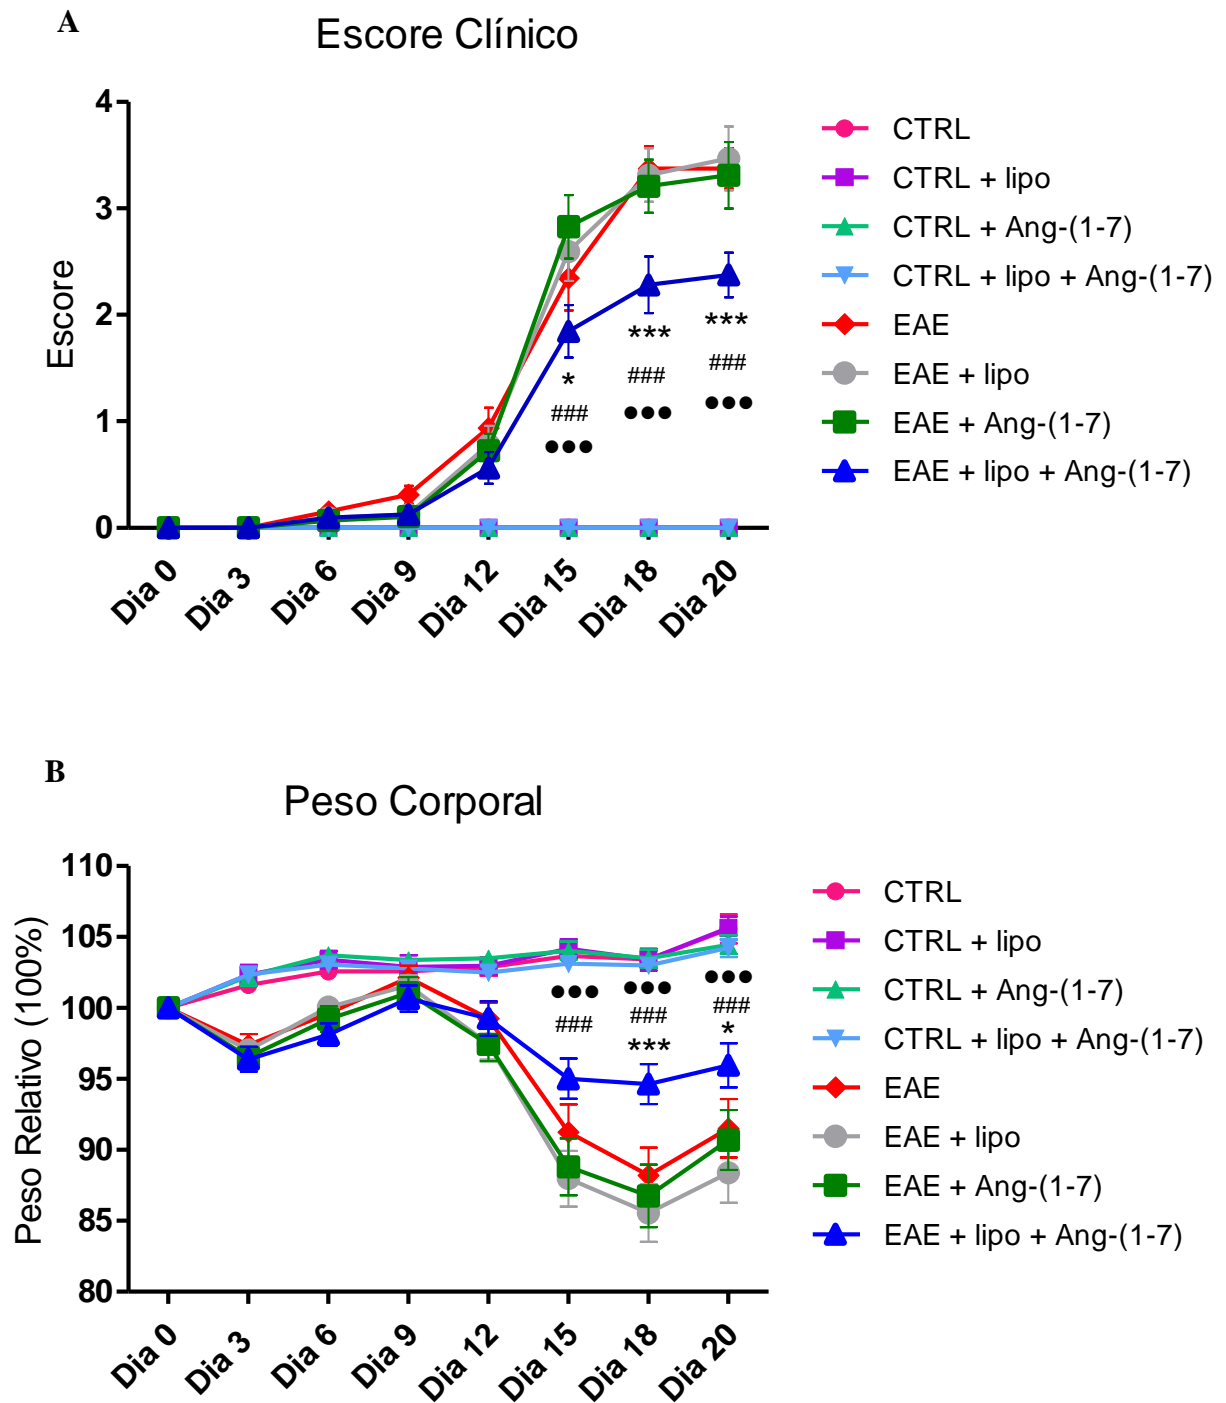 A
Escore Clínico
Escore
4
3
2
1
0
***
***
###
###
*
●●●
●●●
###
●●●
Dia 0
Dia 3
Dia 6
Dia 9
Dia 12
Dia 15
Dia 18
Dia 20
CTRL
CTRL + lipo
CTRL + Ang-(1-7)
CTRL + lipo + Ang-(1-7)
EAE
EAE + lipo
EAE + Ang-(1-7)
EAE + lipo + Ang-(1-7)
B
Peso Corporal
Peso Relativo (100%)
110
105
100
95
90
85
80
●●●
●●●
●●●
###
###
###
***
*
Dia 0
Dia 3
Dia 6
Dia 9
Dia 12
Dia 15
Dia 18
Dia 20
CTRL
CTRL + lipo
CTRL + Ang-(1-7)
CTRL + lipo + Ang-(1-7)
EAE
EAE + lipo
EAE + Ang-(1-7)
EAE + lipo + Ang-(1-7)